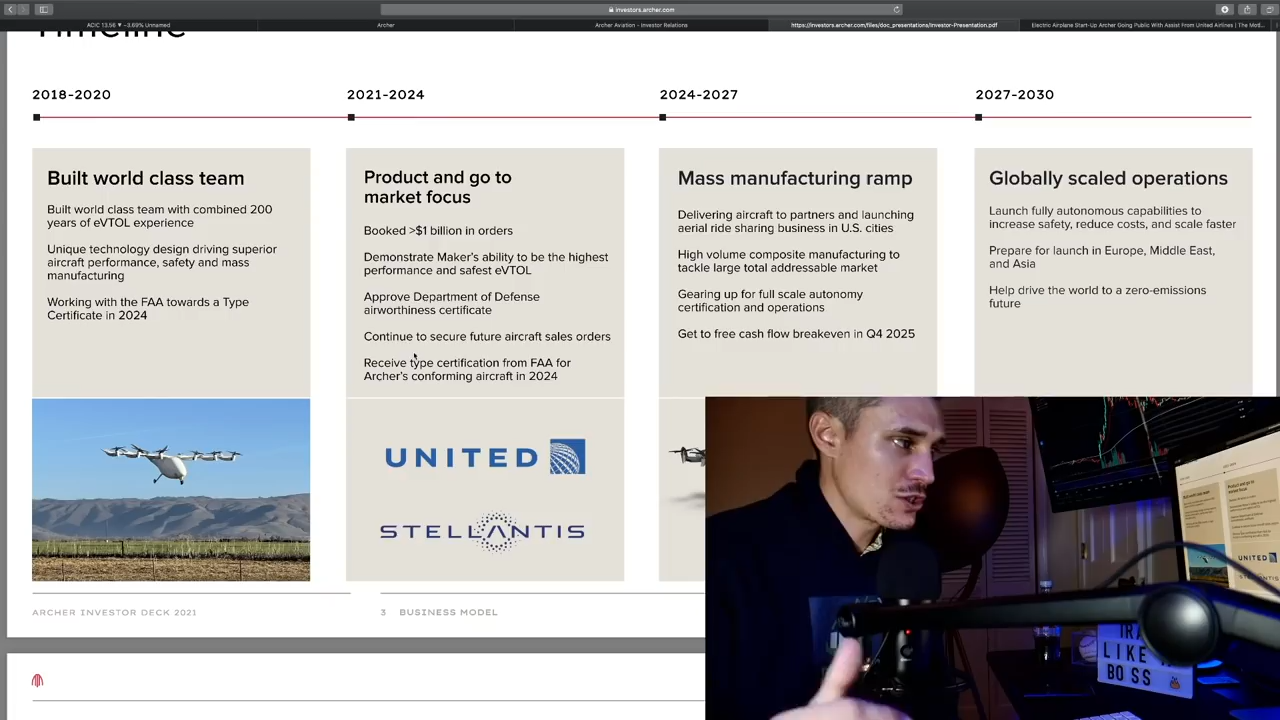 investors.archer.com
ACIC 13.56 −3.69% Unnamed
Archer
Archer Aviation - Investor Relations
https://investors.archer.com/files/doc_presentations/Investor-Presentation.pdf
Electric Airplane Start-Up Archer Going Public With Assist From United Airlines | The Motl...
Timeline
2018-2020
2021-2024
2024-2027
2027-2030
Built world class team
Built world class team with combined 200
years of eVTOL experience
Unique technology design driving superior
aircraft performance, safety and mass
manufacturing
Working with the FAA towards a Type
Certificate in 2024
Product and go to
market focus
Booked >$1 billion in orders
Demonstrate Maker's ability to be the highest
performance and safest eVTOL
Approve Department of Defense
airworthiness certificate
Continue to secure future aircraft sales orders
Receive type certification from FAA for
Archer's conforming aircraft in 2024
Mass manufacturing ramp
Delivering aircraft to partners and launching
aerial ride sharing business in U.S. cities
High volume composite manufacturing to
tackle large total addressable market
Gearing up for full scale autonomy
certification and operations
Get to free cash flow breakeven in Q4 2025
Globally scaled operations
Launch fully autonomous capabilities to
increase safety, reduce costs, and scale faster
Prepare for launch in Europe, Middle East,
and Asia
Help drive the world to a zero-emissions
future
UNITED
STELLANTIS
ARCHER INVESTOR DECK 2021
3 BUSINESS MODEL
UNITED
LIKE
BOSS